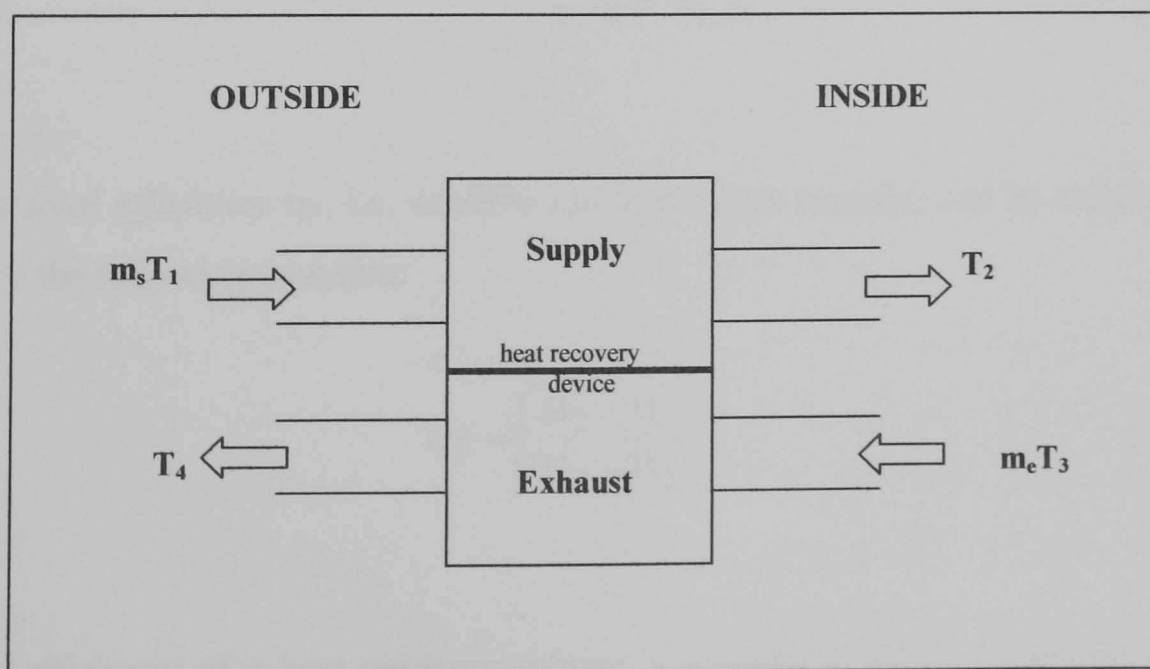 OUTSIDE INSIDE
Supply
mₛT₁ T₂
heat recovery
device
T₄ mₑT₃
Exhaust